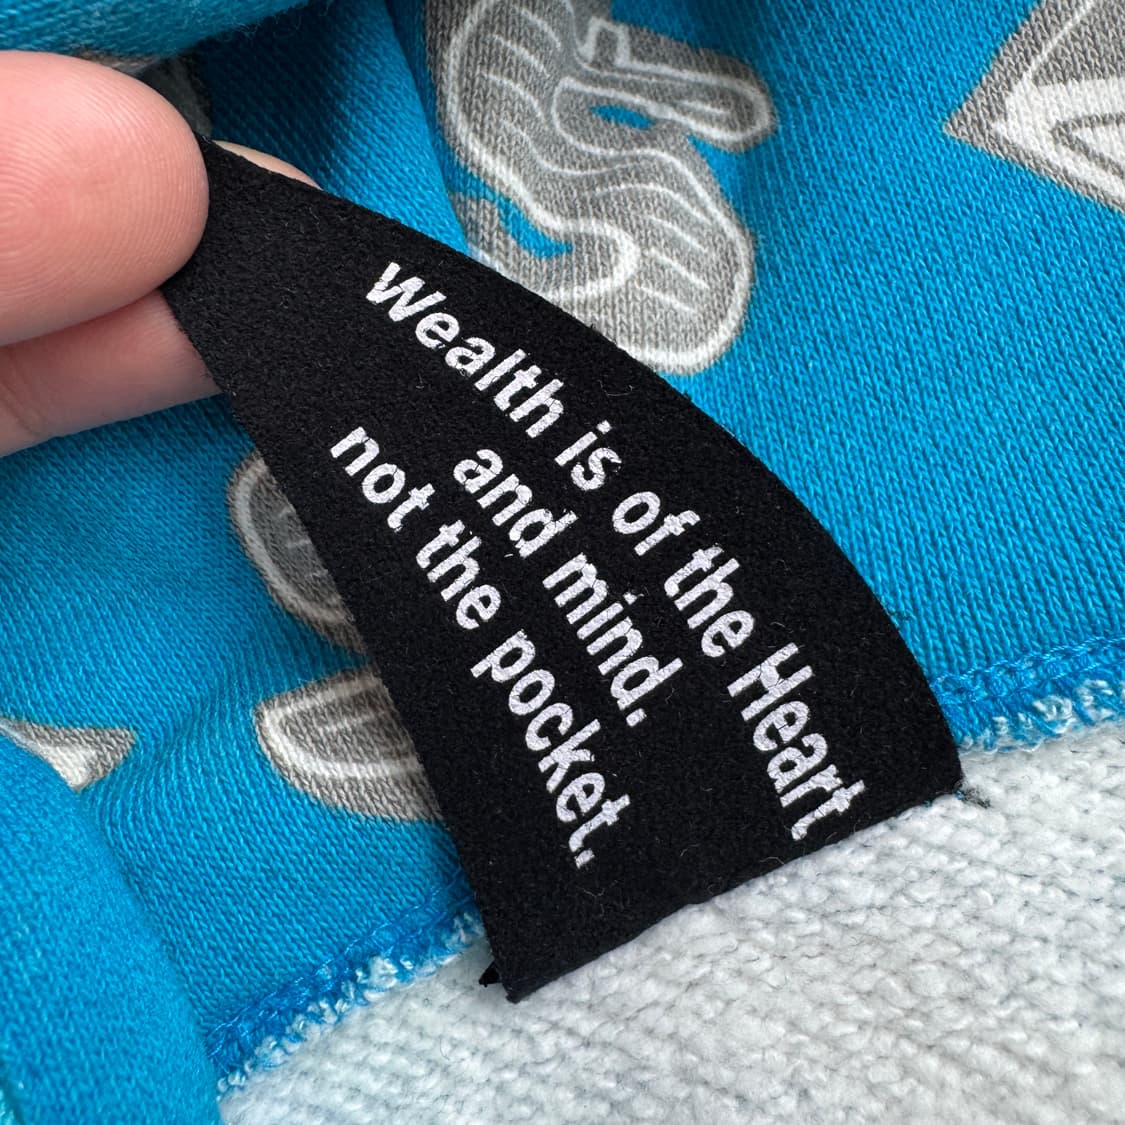 Wealth is of the Heart
and mind.
not the pocket.